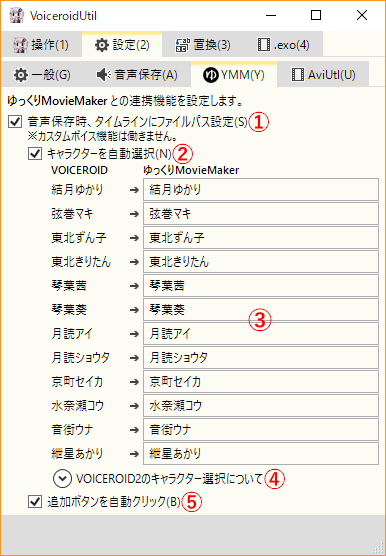 VoiceroidUtil
操作(1) 設定(2) 置換(3) .exo(4)
一般(G) 音声保存(A) ゆ YMM(Y) AviUtl(U)
ゆっくりMovieMaker との連携機能を設定します。
音声保存時、タイムラインにファイルパス設定(S) ①
※カスタムボイス機能は働きません。
キャラクターを自動選択(N) ②
VOICEROID ゆっくりMovieMaker
結月ゆかり → 結月ゆかり
弦巻マキ → 弦巻マキ
東北ずん子 → 東北ずん子
東北きりたん → 東北きりたん
琴葉茜 → 琴葉茜
琴葉葵 → 琴葉葵
③
月読アイ → 月読アイ
月読ショウタ → 月読ショウタ
京町セイカ → 京町セイカ
水奈瀬コウ → 水奈瀬コウ
音街ウナ → 音街ウナ
紲星あかり → 紲星あかり
VOICEROID2のキャラクター選択について ④
追加ボタンを自動クリック(B) ⑤